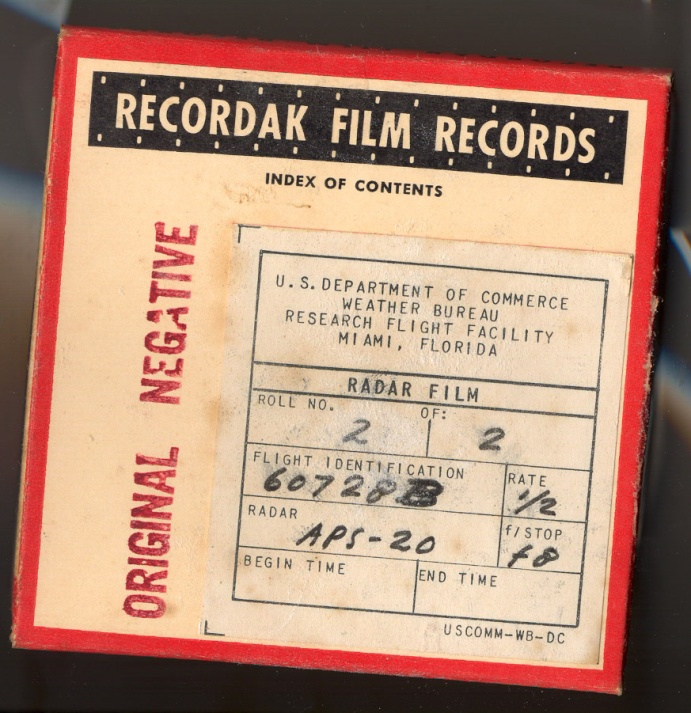 RECORDAK FILM RECORDS
INDEX OF CONTENTS
ORIGINAL NEGATIVE
U.S. DEPARTMENT OF COMMERCE
WEATHER BUREAU
RESEARCH FLIGHT FACILITY
MIAMI, FLORIDA
RADAR FILM
ROLL NO. 2 OF: 2
FLIGHT IDENTIFICATION RATE
60728B 1/2
RADAR f/STOP
APS-20 f8
BEGIN TIME END TIME
USCOMM-WB-DC